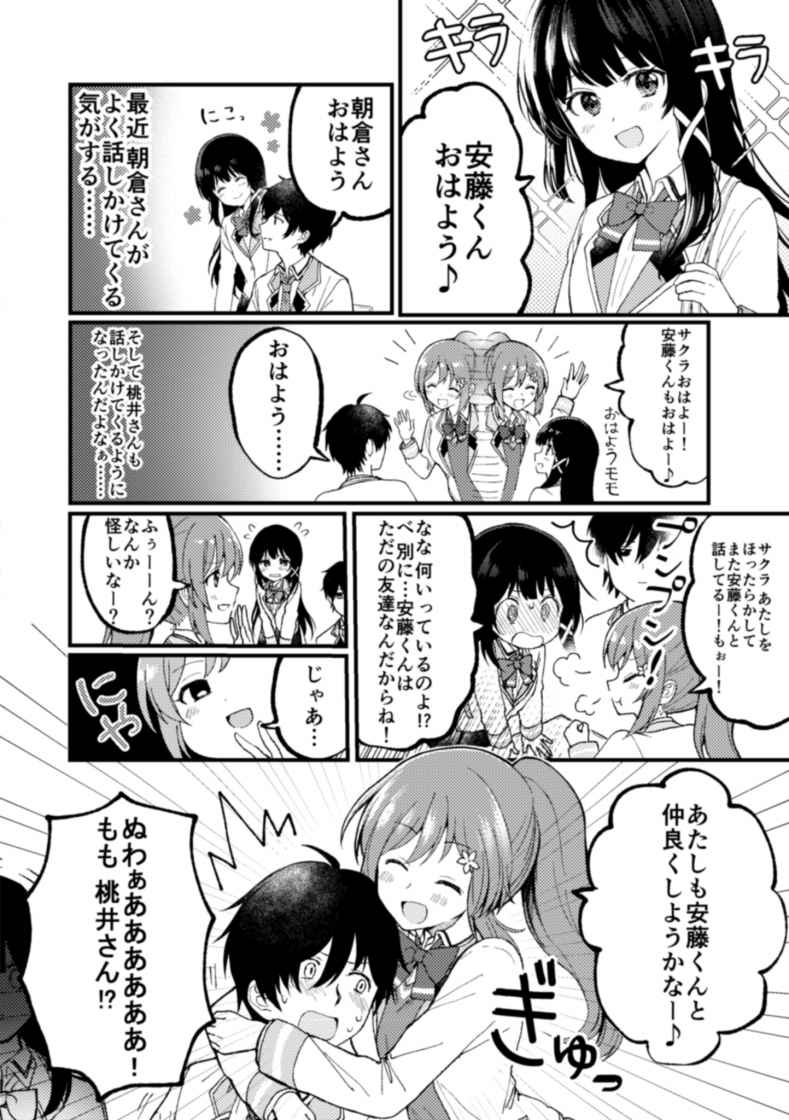 キラ
キラ
安藤くん
おはよう♪
朝倉さん
おはよう
にこっ
最近 朝倉さんが
よく話しかけてくる
気がする……
サクラおはよー！
安藤くんもおはよー♪
おはようモモ
おはよう……
そして桃井さんも
話しかけてくるように
なったんだよなぁ……
サクラ あたしを
ほったらかして
また安藤くんと
話してるー！もぉー！
プンプン！
なな 何いっているのよ!?
べ 別に…安藤くんは
ただの友達なんだからね！
ふぅーーん？
なんか
怪しいなー？
じゃあ…
にや
あたしも安藤くんと
仲良くしようかなー♪
ぎゅっ
ぬわぁあああああああ！
もも 桃井さん!?